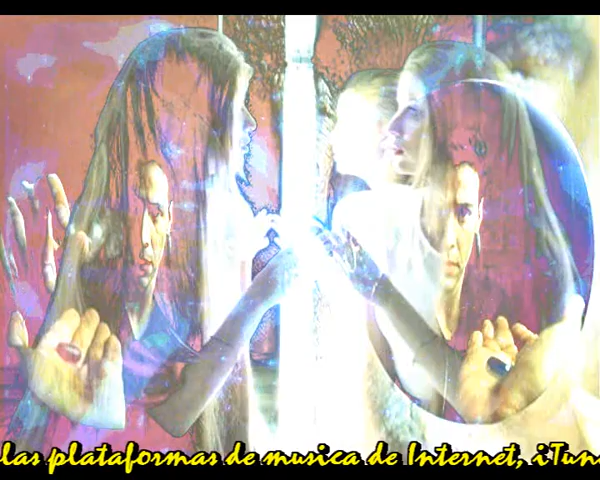 las plataformas de musica de Internet, iTun